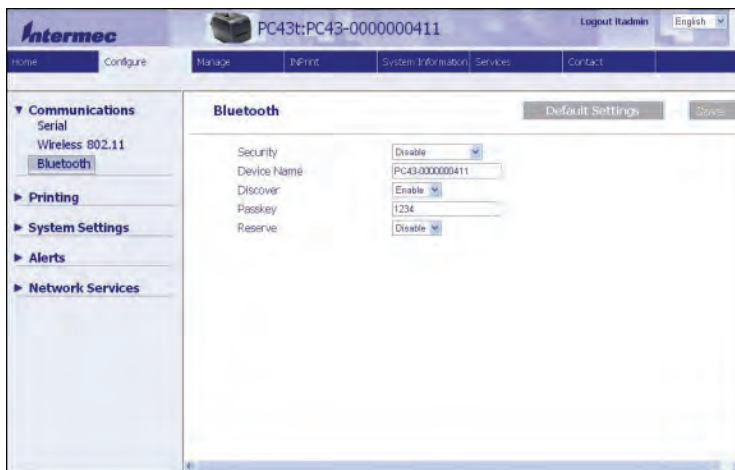 Intermec
PC43t:PC43-0000000411
Logout itadmin
English
Home Configure Manage INPrint System Information Services Contact
Communications
Serial
Wireless 802.11
Bluetooth
Printing
System Settings
Alerts
Network Services
Bluetooth Default Settings Save
Security Disable
Device Name PC43-0000000411
Discover Enable
Passkey 1234
Reserve Disable